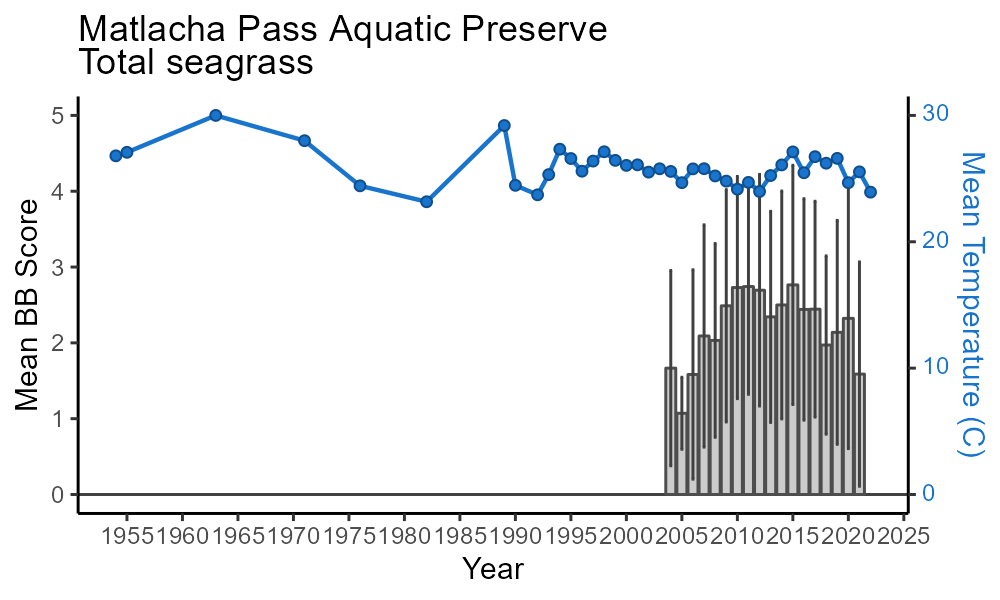 Matlacha Pass Aquatic Preserve
Total seagrass
5
4
3
2
1
0
Mean BB Score
30
20
10
0
Mean Temperature (C)
1955 1960 1965 1970 1975 1980 1985 1990 1995 2000 2005 2010 2015 2020 2025
Year